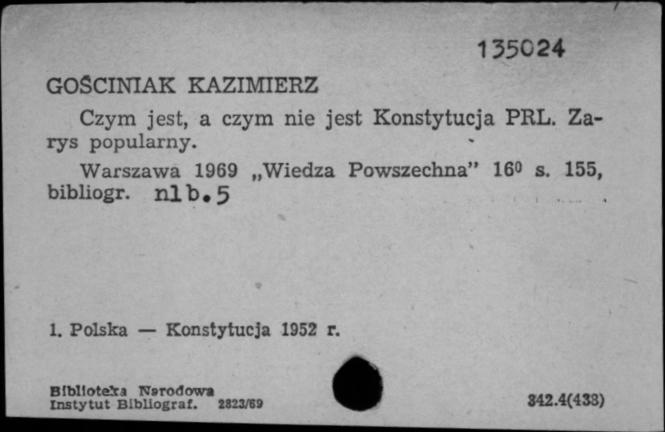 135024
GOŚCINIAK KAZIMIERZ
Czym jest, a czym nie jest Konstytucja PRL. Za-
rys popularny.
Warszawa 1969 „Wiedza Powszechna” 16⁰ s. 155,
bibliogr. nlb.5
1. Polska — Konstytucja 1952 r.
Biblioteka Narodowa
Instytut Bibliograf. 2823/69
342.4(438)